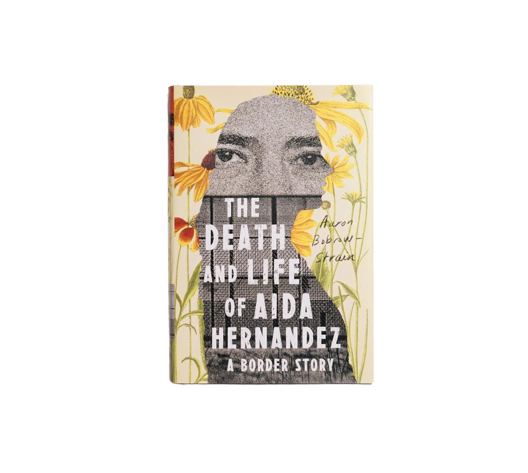 THE
DEATH
AND LIFE
OF AIDA
HERNANDEZ
A BORDER STORY
Aaron
Bobrow-
Strain